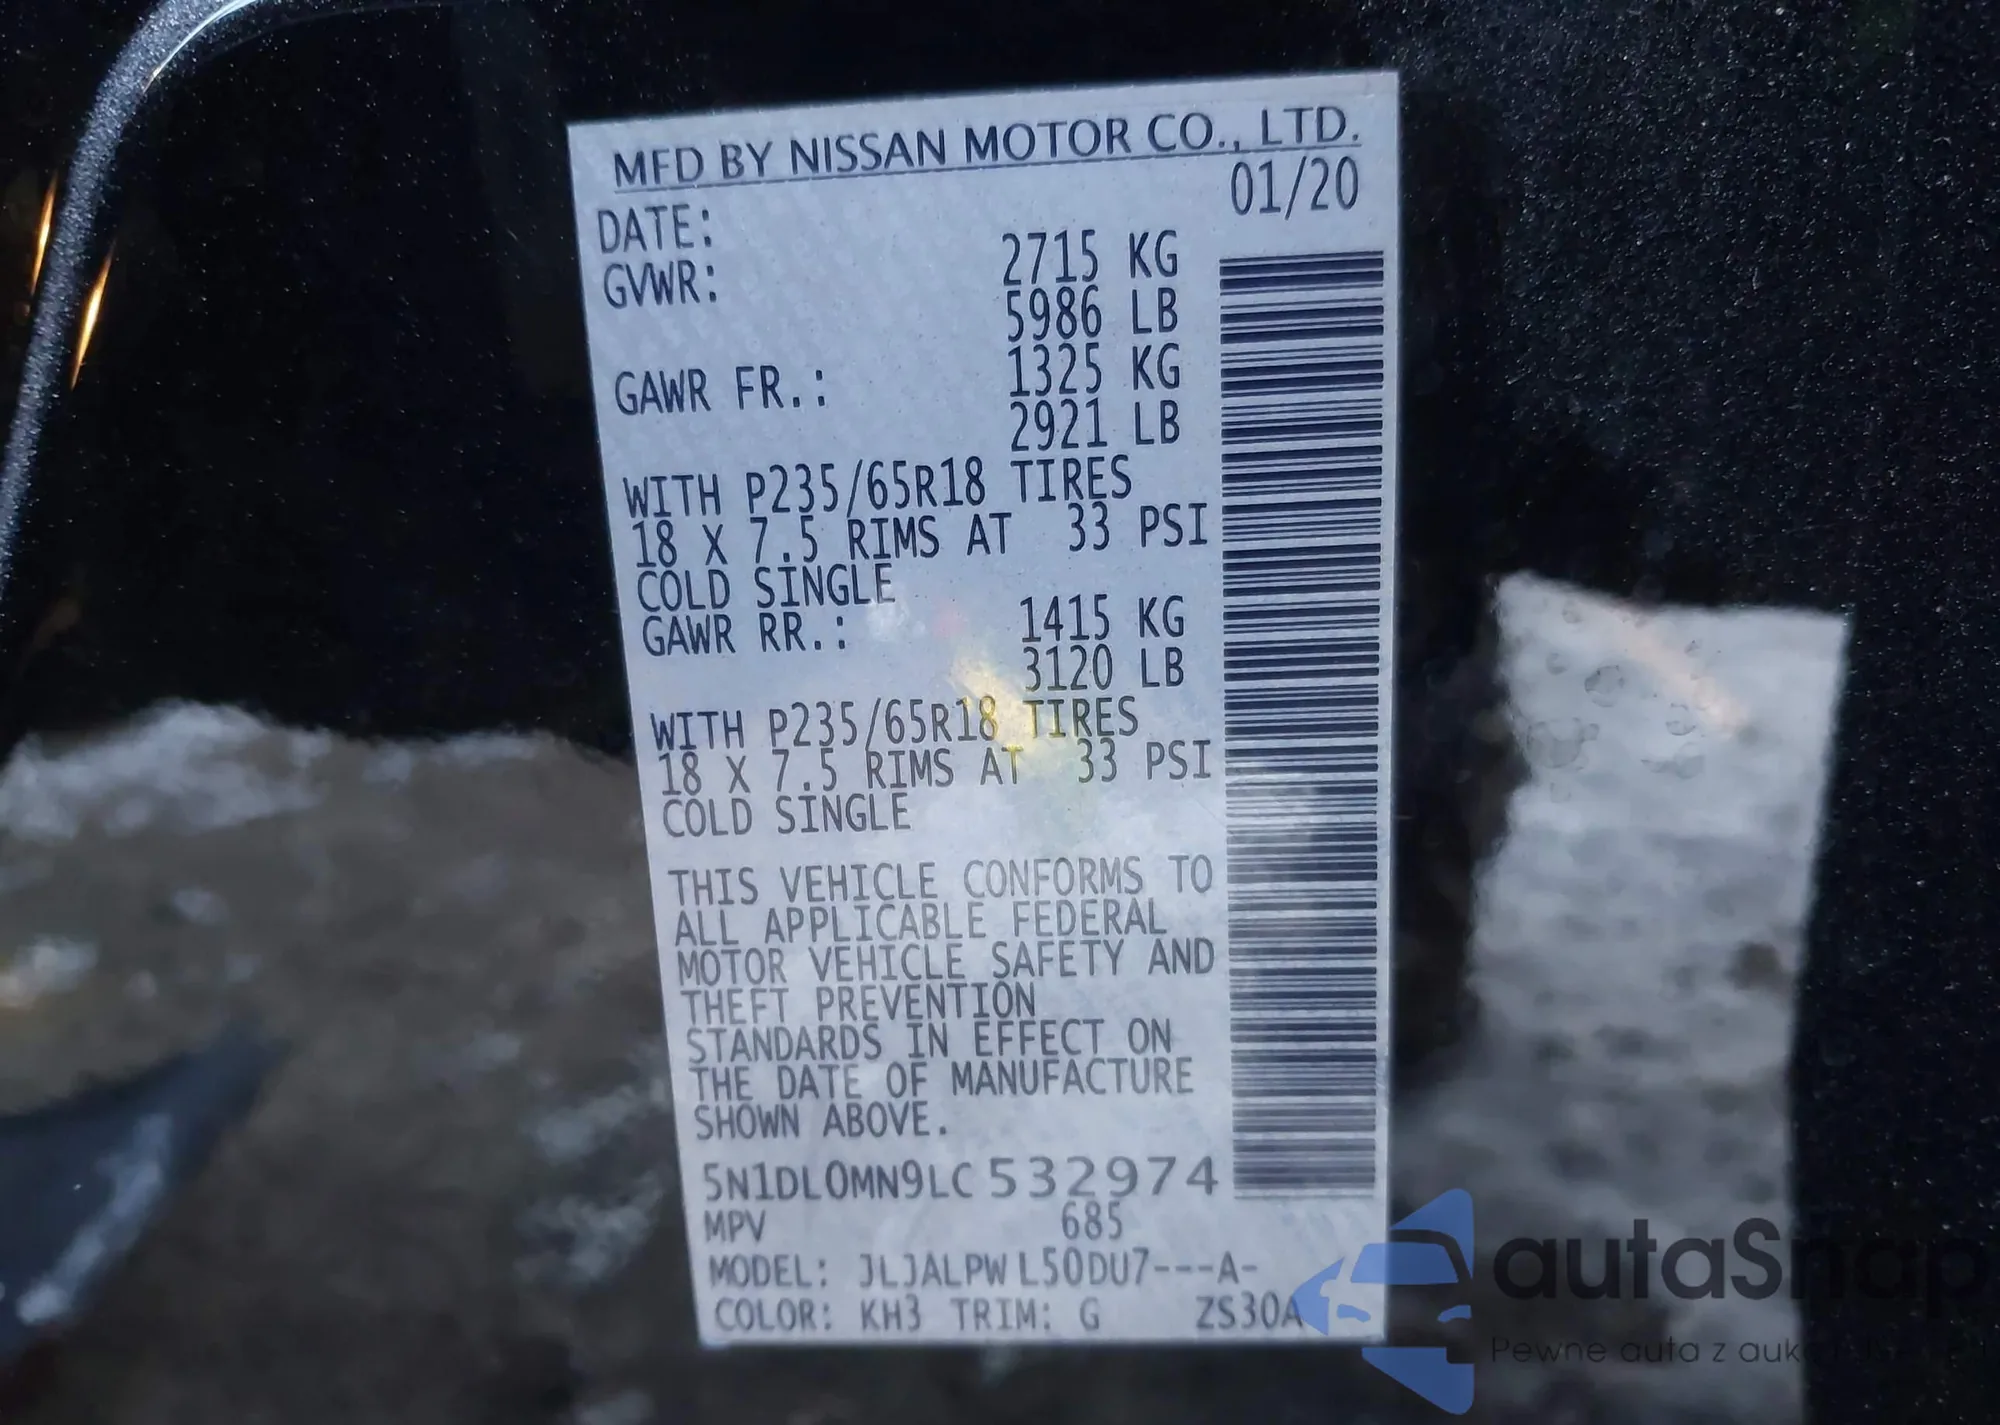 MFD BY NISSAN MOTOR CO., LTD.
DATE: 01/20
GVWR: 2715 KG
5986 LB
GAWR FR.: 1325 KG
2921 LB
WITH P235/65R18 TIRES
18 X 7.5 RIMS AT 33 PSI
COLD SINGLE
GAWR RR.: 1415 KG
3120 LB
WITH P235/65R18 TIRES
18 X 7.5 RIMS AT 33 PSI
COLD SINGLE
THIS VEHICLE CONFORMS TO
ALL APPLICABLE FEDERAL
MOTOR VEHICLE SAFETY AND
THEFT PREVENTION
STANDARDS IN EFFECT ON
THE DATE OF MANUFACTURE
SHOWN ABOVE.
5N1DL0MN9LC532974
MPV 685
MODEL: JLJALPW L50DU7---A-
COLOR: KH3 TRIM: G ZS30A
autaSnap
Pewne auta z